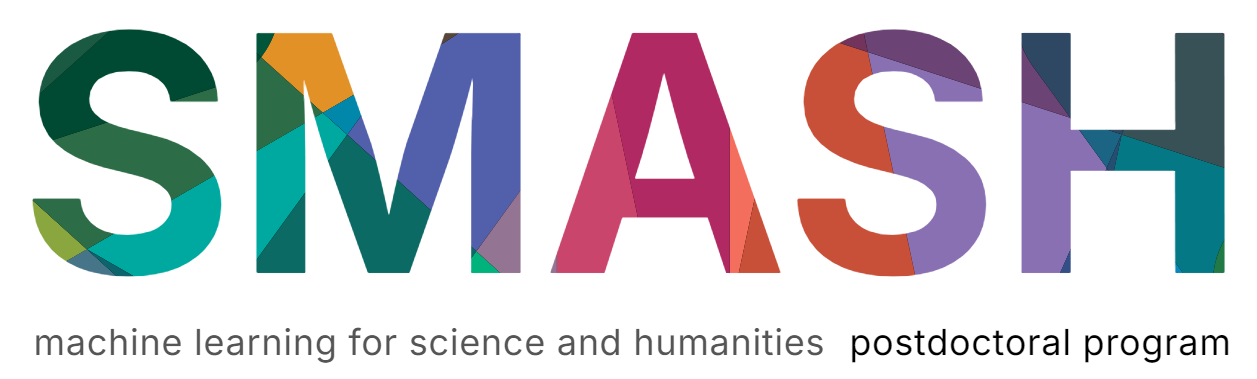 SMASH
machine learning for science and humanities postdoctoral program